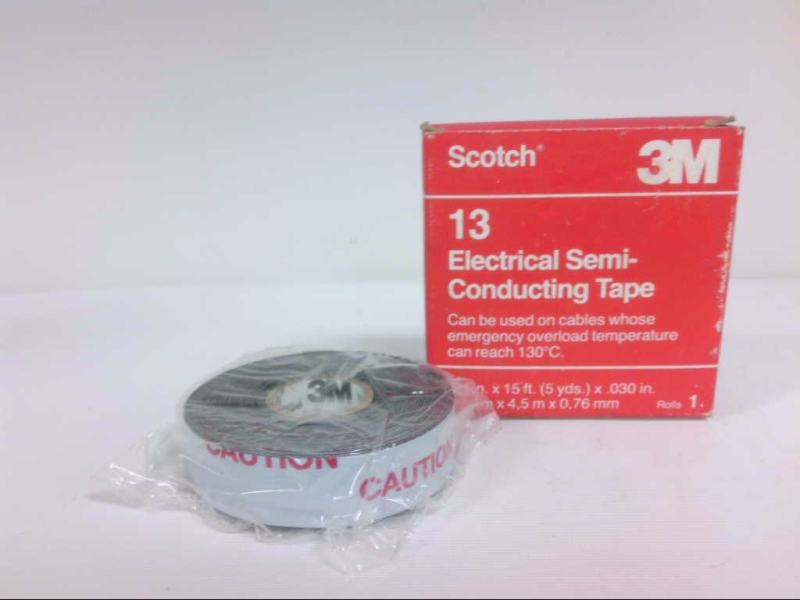 Scotch®
3M
13
Electrical Semi-
Conducting Tape
Can be used on cables whose
emergency overload temperature
can reach 130°C.
n. x 15 ft. (5 yds.) x .030 in.
x 4,5 m x 0,76 mm
Rolls 1
3M
CAUTION
CAUTION